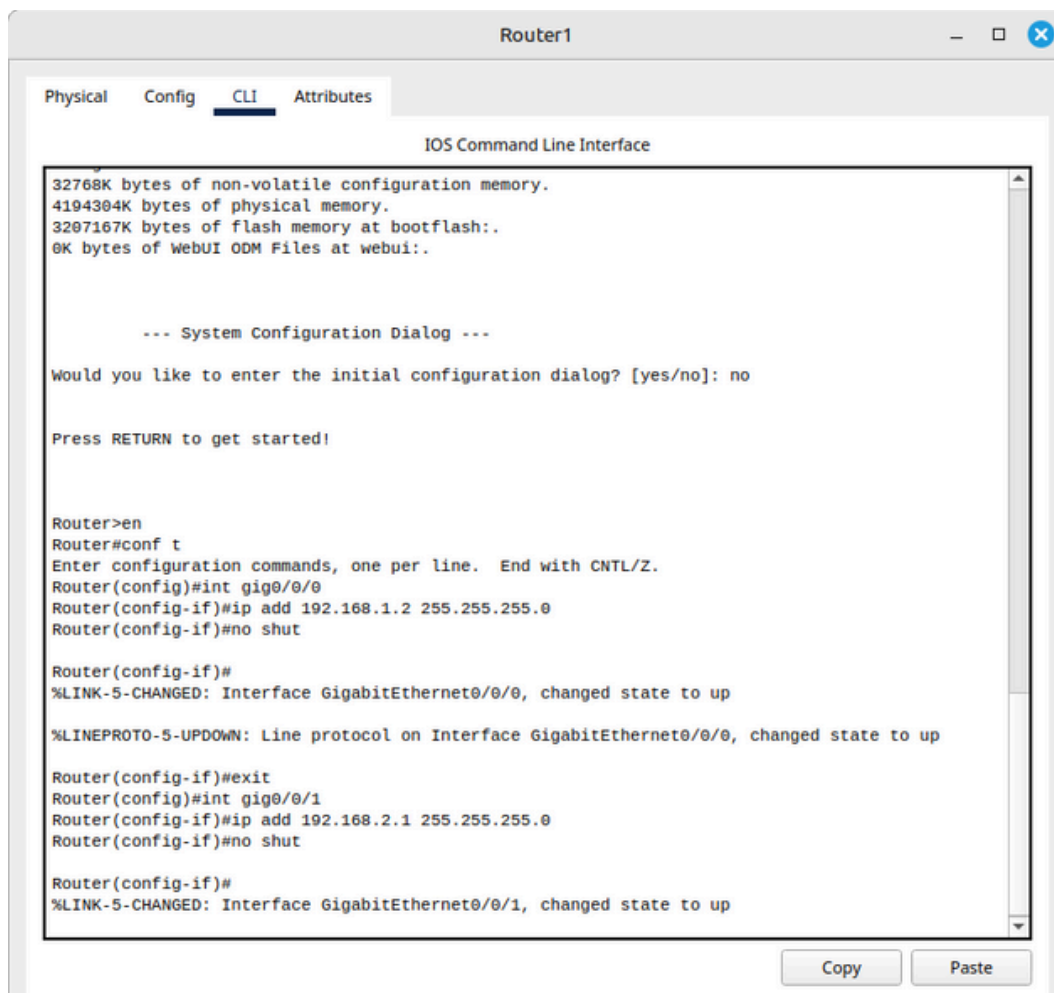 Router1
Physical Config CLI Attributes
IOS Command Line Interface
32768K bytes of non-volatile configuration memory.
4194304K bytes of physical memory.
3207167K bytes of flash memory at bootflash:.
0K bytes of WebUI ODM Files at webui:.
--- System Configuration Dialog ---
Would you like to enter the initial configuration dialog? [yes/no]: no
Press RETURN to get started!
Router>en
Router#conf t
Enter configuration commands, one per line.  End with CNTL/Z.
Router(config)#int gig0/0/0
Router(config-if)#ip add 192.168.1.2 255.255.255.0
Router(config-if)#no shut
Router(config-if)#
%LINK-5-CHANGED: Interface GigabitEthernet0/0/0, changed state to up
%LINEPROTO-5-UPDOWN: Line protocol on Interface GigabitEthernet0/0/0, changed state to up
Router(config-if)#exit
Router(config)#int gig0/0/1
Router(config-if)#ip add 192.168.2.1 255.255.255.0
Router(config-if)#no shut
Router(config-if)#
%LINK-5-CHANGED: Interface GigabitEthernet0/0/1, changed state to up
Copy Paste